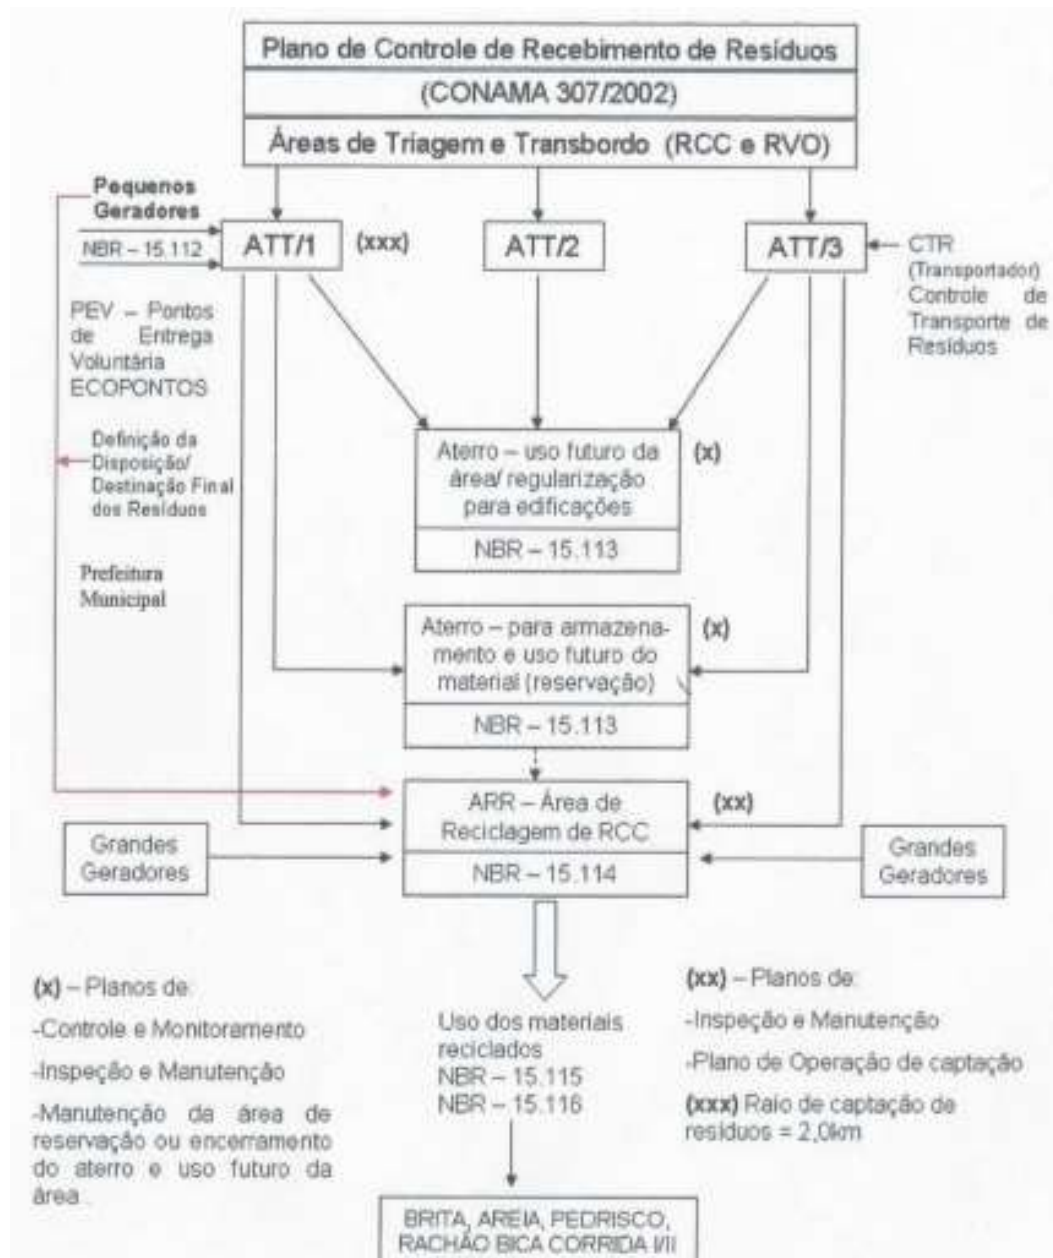 Plano de Controle de Recebimento de Resíduos
(CONAMA 307/2002)
Áreas de Triagem e Transbordo (RCC e RVO)
Pequenos
Geradores
NBR – 15.112
ATT/1
(xxx)
ATT/2
ATT/3
CTR
(Transportador)
Controle de
Transporte de
Resíduos
PEV – Pontos
de Entrega
Voluntária
ECOPONTOS
Definição da
Disposição/
Destinação Final
dos Resíduos
Prefeitura
Municipal
Aterro – uso futuro da
área/ regularização
para edificações
NBR – 15.113
(x)
Aterro – para armazena-
mento e uso futuro do
material (reservação)
NBR – 15.113
(x)
ARR – Área de
Reciclagem de RCC
NBR – 15.114
(xx)
Grandes
Geradores
Grandes
Geradores
(x) – Planos de:
-Controle e Monitoramento
-Inspeção e Manutenção
-Manutenção da área de
reservação ou encerramento
do aterro e uso futuro da
área .
Uso dos materiais
reciclados
NBR – 15.115
NBR – 15.116
(xx) – Planos de:
-Inspeção e Manutenção
-Plano de Operação de captação
(xxx) Raio de captação de
resíduos = 2,0km
BRITA, AREIA, PEDRISCO,
RACHÃO BICA CORRIDA I/II